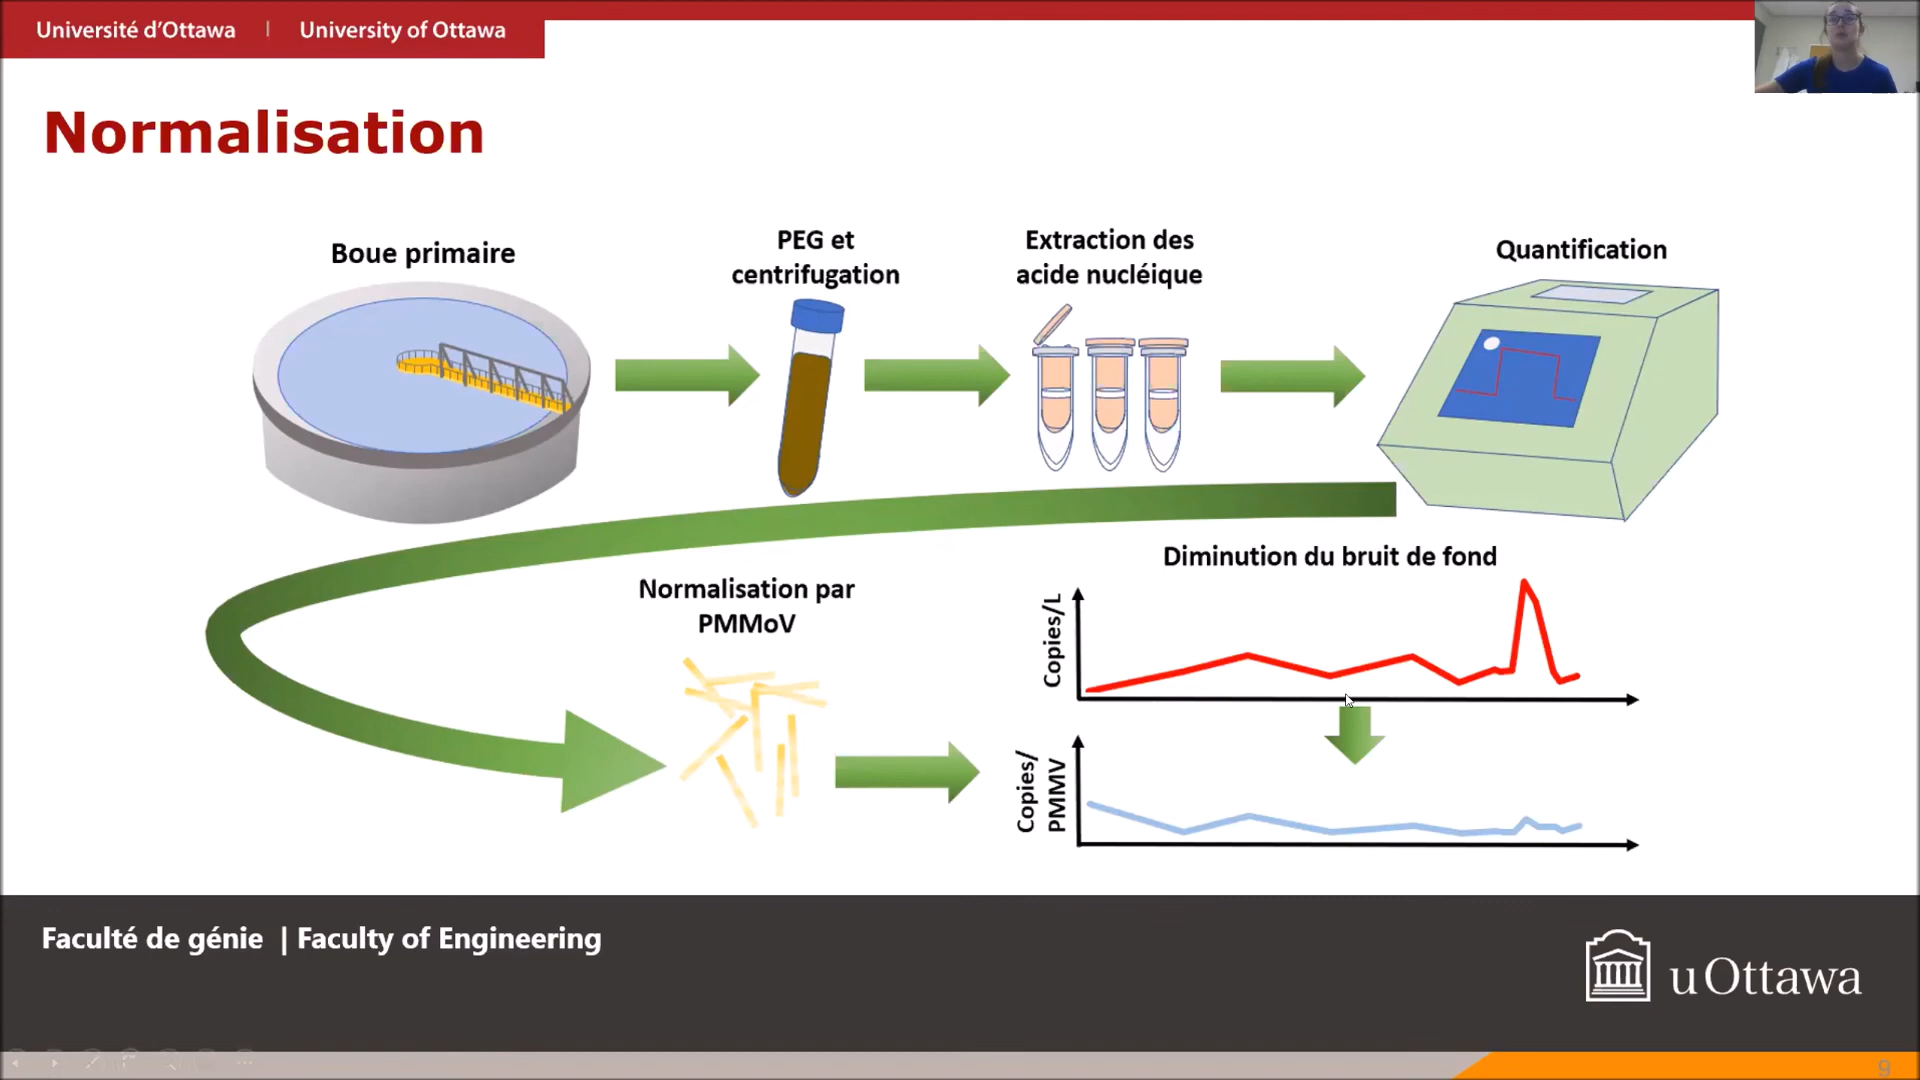 Université d'Ottawa | University of Ottawa
Normalisation
Boue primaire
PEG et
centrifugation
Extraction des
acide nucléique
Quantification
Normalisation par
PMMoV
Diminution du bruit de fond
Copies/L
Copies/
PMMV
Faculté de génie | Faculty of Engineering
uOttawa
9